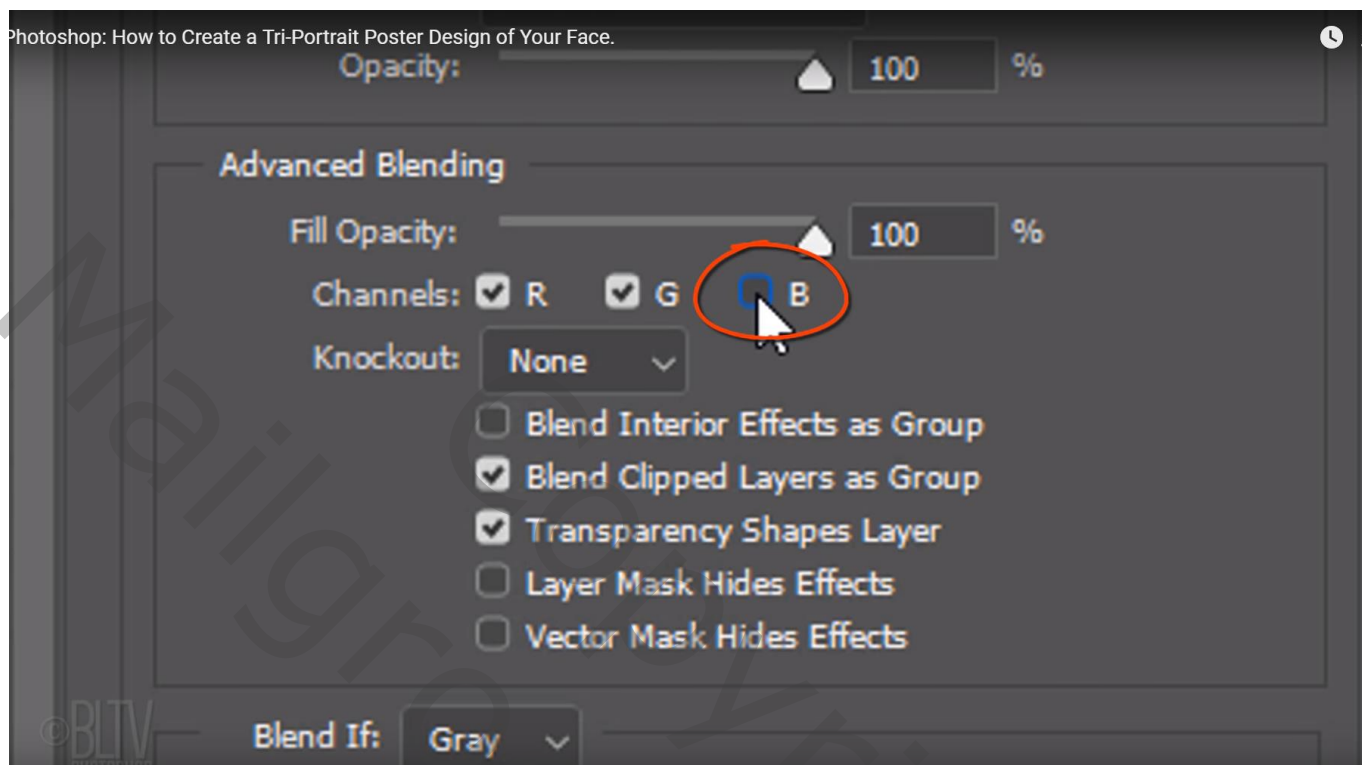 Photoshop: How to Create a Tri-Portrait Poster Design of Your Face.
Opacity: 100 %
Advanced Blending
Fill Opacity: 100 %
Channels: R G B
Knockout: None
Blend Interior Effects as Group
Blend Clipped Layers as Group
Transparency Shapes Layer
Layer Mask Hides Effects
Vector Mask Hides Effects
©BLTV
Blend If: Gray